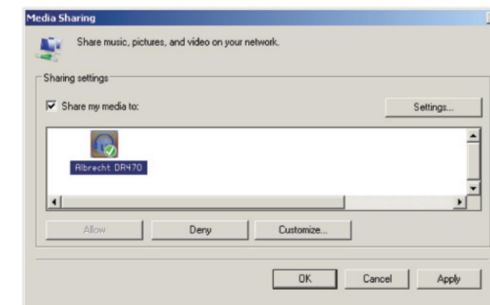 Media Sharing
Share music, pictures, and video on your network.
Sharing settings
Share my media to:
Settings...
Albrecht DR470
Allow
Deny
Customize...
OK
Cancel
Apply